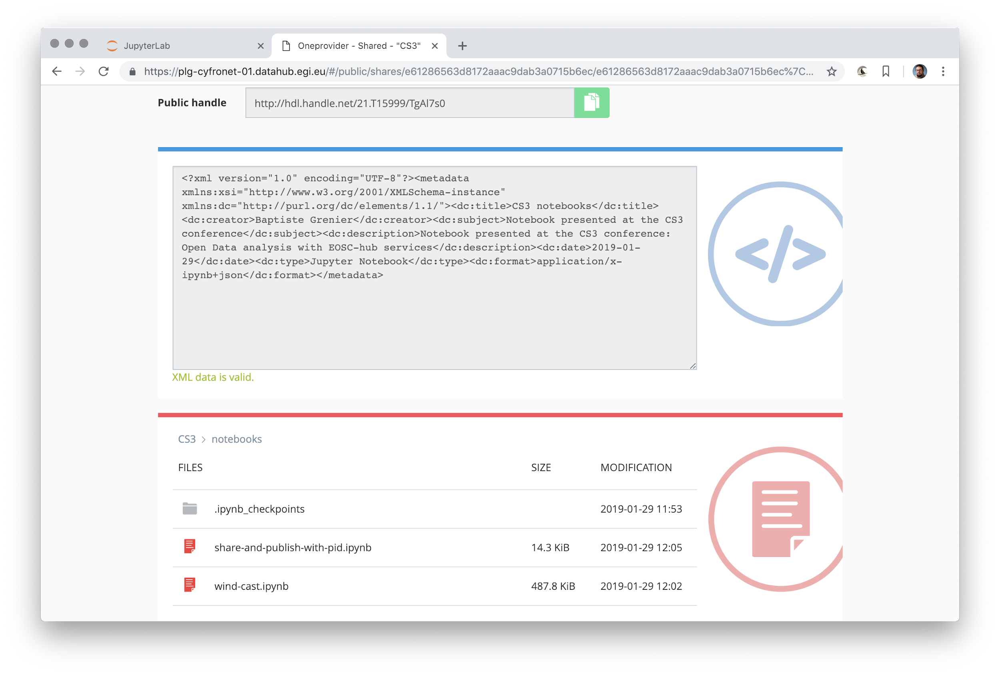 JupyterLab
Oneprovider - Shared - "CS3"
https://plg-cyfronet-01.datahub.egi.eu/#/public/shares/e61286563d8172aaac9dab3a0715b6ec/e61286563d8172aaac9dab3a0715b6ec%7C...
Public handle
http://hdl.handle.net/21.T15999/TgAl7s0
<?xml version="1.0" encoding="UTF-8"?><metadata
xmlns:xsi="http://www.w3.org/2001/XMLSchema-instance"
xmlns:dc="http://purl.org/dc/elements/1.1/"><dc:title>CS3 notebooks</dc:title>
<dc:creator>Baptiste Grenier</dc:creator><dc:subject>Notebook presented at the CS3
conference</dc:subject><dc:description>Notebook presented at the CS3 conference:
Open Data analysis with EOSC-hub services</dc:description><dc:date>2019-01-
29</dc:date><dc:type>Jupyter Notebook</dc:type><dc:format>application/x-
ipynb+json</dc:format></metadata>
</>
XML data is valid.
CS3 > notebooks
FILES SIZE MODIFICATION
.ipynb_checkpoints 2019-01-29 11:53
share-and-publish-with-pid.ipynb 14.3 KiB 2019-01-29 12:05
wind-cast.ipynb 487.8 KiB 2019-01-29 12:02